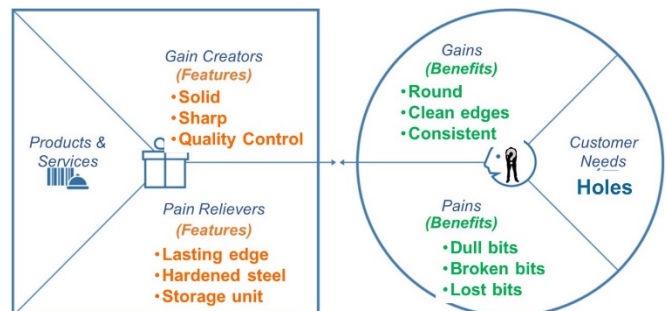 Gain Creators
(Features)
•Solid
•Sharp
•Quality Control
Products &
Services
Pain Relievers
(Features)
•Lasting edge
•Hardened steel
•Storage unit
Gains
(Benefits)
•Round
•Clean edges
•Consistent
Customer
Needs
Holes
Pains
(Benefits)
•Dull bits
•Broken bits
•Lost bits